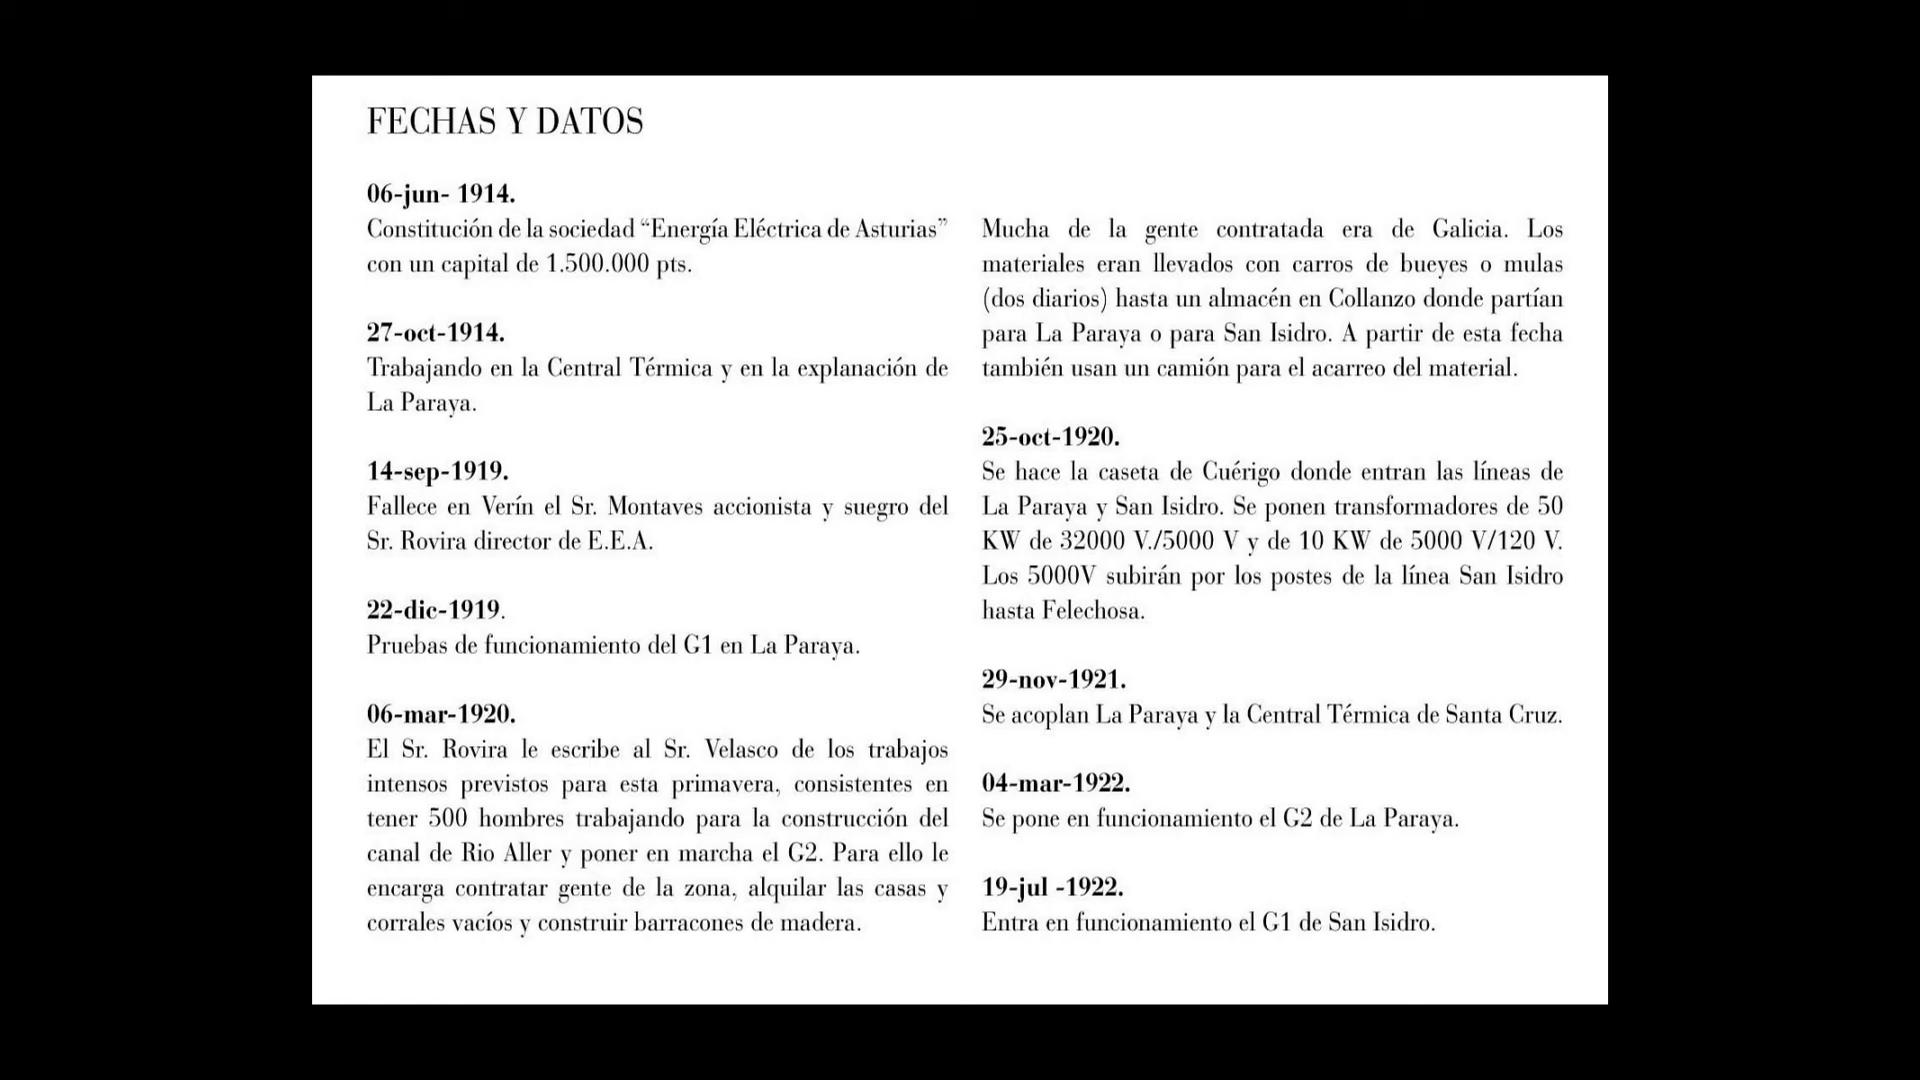 FECHAS Y DATOS
06-jun- 1914.
Constitución de la sociedad “Energía Eléctrica de Asturias”
con un capital de 1.500.000 pts.
27-oct-1914.
Trabajando en la Central Térmica y en la explanación de
La Paraya.
14-sep-1919.
Fallece en Verín el Sr. Montaves accionista y suegro del
Sr. Rovira director de E.E.A.
22-dic-1919.
Pruebas de funcionamiento del G1 en La Paraya.
06-mar-1920.
El Sr. Rovira le escribe al Sr. Velasco de los trabajos
intensos previstos para esta primavera, consistentes en
tener 500 hombres trabajando para la construcción del
canal de Rio Aller y poner en marcha el G2. Para ello le
encarga contratar gente de la zona, alquilar las casas y
corrales vacíos y construir barracones de madera.
Mucha de la gente contratada era de Galicia. Los
materiales eran llevados con carros de bueyes o mulas
(dos diarios) hasta un almacén en Collanzo donde partían
para La Paraya o para San Isidro. A partir de esta fecha
también usan un camión para el acarreo del material.
25-oct-1920.
Se hace la caseta de Cuérigo donde entran las líneas de
La Paraya y San Isidro. Se ponen transformadores de 50
KW de 32000 V./5000 V y de 10 KW de 5000 V/120 V.
Los 5000V subirán por los postes de la línea San Isidro
hasta Felechosa.
29-nov-1921.
Se acoplan La Paraya y la Central Térmica de Santa Cruz.
04-mar-1922.
Se pone en funcionamiento el G2 de La Paraya.
19-jul -1922.
Entra en funcionamiento el G1 de San Isidro.